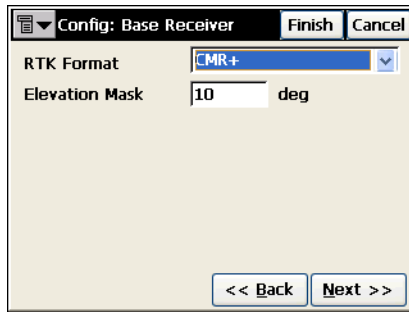 Config: Base Receiver Finish Cancel
RTK Format CMR+
Elevation Mask 10 deg
<< Back Next >>